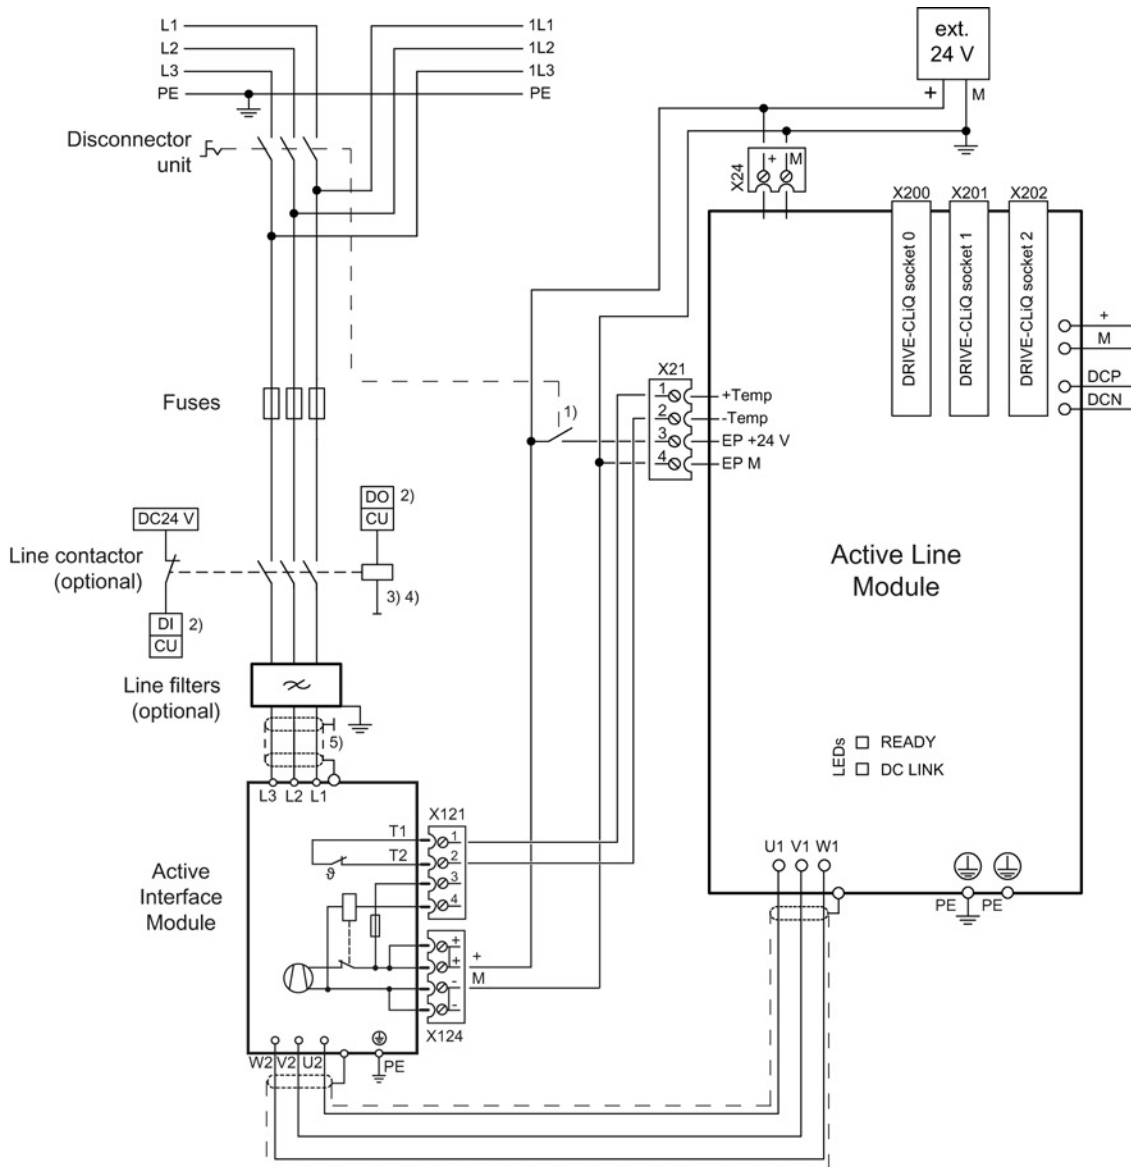 L1 1L1
L2 1L2
L3 1L3
PE PE
ext.
24 V
+ M
Disconnector
unit
X24
+ M
X200 X201 X202
DRIVE-CLiQ socket 0
DRIVE-CLiQ socket 1
DRIVE-CLiQ socket 2
+
M
DCP
DCN
X21
1 +Temp
2 -Temp
3 EP +24 V
4 EP M
1)
Fuses
DC24 V
DO 2)
CU
Line contactor
(optional)
3) 4)
DI 2)
CU
Active Line
Module
Line filters
(optional)
5)
LEDs
READY
DC LINK
L3 L2 L1
X121
T1 1
T2 2
3
4
ϑ
Active
Interface
Module
+
+ +
- M
-
X124
U1 V1 W1
PE PE
W2 V2 U2 PE